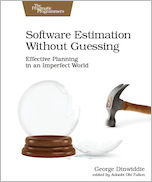 The
Pragmatic
Programmers
Software Estimation
Without Guessing
Effective Planning
in an Imperfect World
George Dinwiddie
edited by Adaobi Obi Tulton